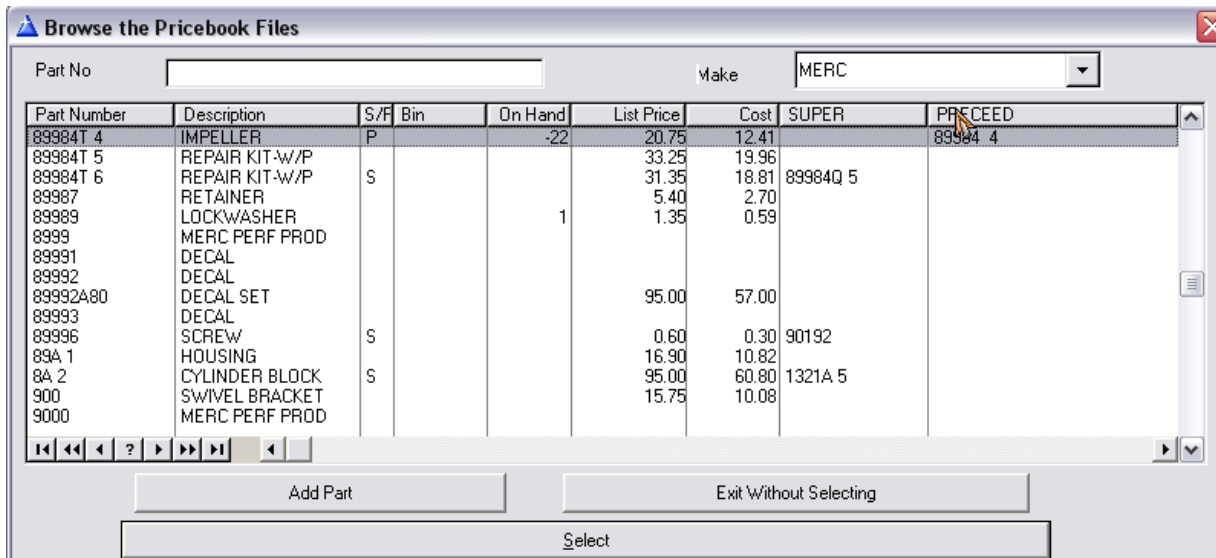 Browse the Pricebook Files
Part No Make MERC
Part Number Description S/P Bin On Hand List Price Cost SUPER PRECEED
89984T 4 IMPELLER P -22 20.75 12.41 89984 4
89984T 5 REPAIR KIT-W/P 33.25 19.96
89984T 6 REPAIR KIT-W/P S 31.35 18.81 89984Q 5
89987 RETAINER 5.40 2.70
89989 LOCKWASHER 1 1.35 0.59
8999 MERC PERF PROD
89991 DECAL
89992 DECAL
89992A80 DECAL SET 95.00 57.00
89993 DECAL
89996 SCREW S 0.60 0.30 90192
89A 1 HOUSING 16.90 10.82
8A 2 CYLINDER BLOCK S 95.00 60.80 1321A 5
900 SWIVEL BRACKET 15.75 10.08
9000 MERC PERF PROD
?
Add Part Exit Without Selecting
Select